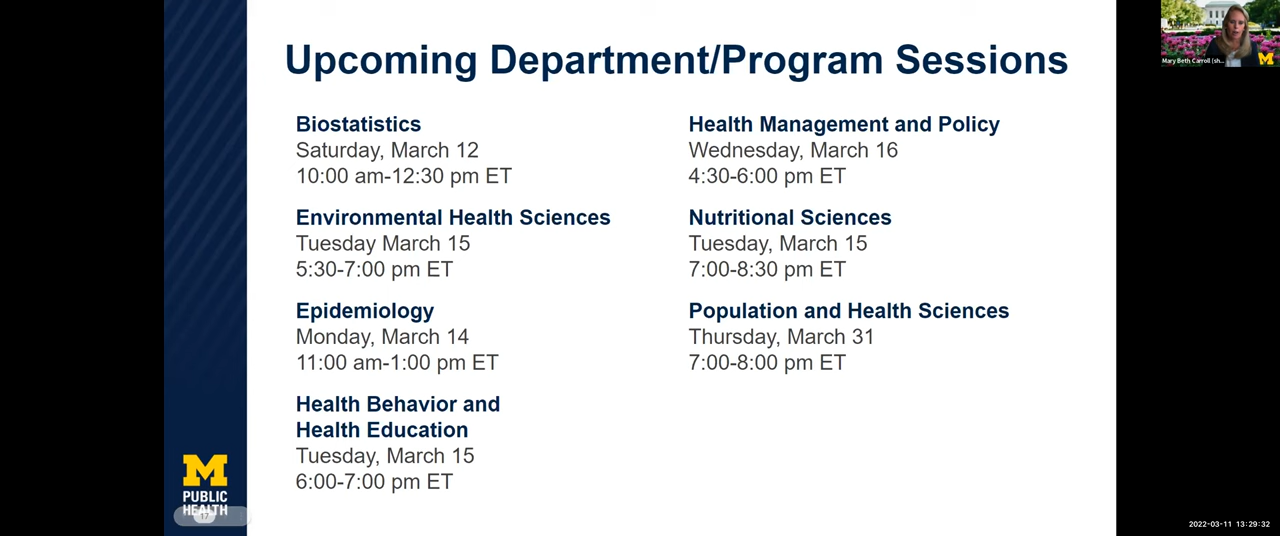 Upcoming Department/Program Sessions
Biostatistics
Saturday, March 12
10:00 am-12:30 pm ET
Environmental Health Sciences
Tuesday March 15
5:30-7:00 pm ET
Epidemiology
Monday, March 14
11:00 am-1:00 pm ET
Health Behavior and
Health Education
Tuesday, March 15
6:00-7:00 pm ET
Health Management and Policy
Wednesday, March 16
4:30-6:00 pm ET
Nutritional Sciences
Tuesday, March 15
7:00-8:30 pm ET
Population and Health Sciences
Thursday, March 31
7:00-8:00 pm ET
M
PUBLIC
HEALTH
17
Mary Beth Carroll (sh...
M
2022-03-11 13:29:32